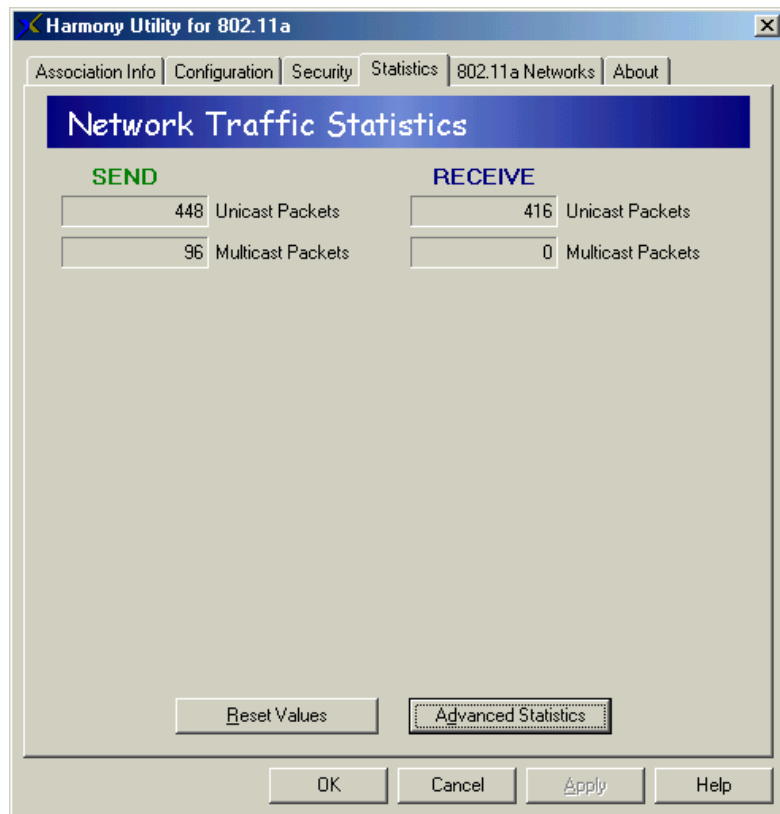 Harmony Utility for 802.11a
Association Info Configuration Security Statistics 802.11a Networks About
Network Traffic Statistics
SEND RECEIVE
448 Unicast Packets 416 Unicast Packets
96 Multicast Packets 0 Multicast Packets
Reset Values Advanced Statistics
OK Cancel Apply Help